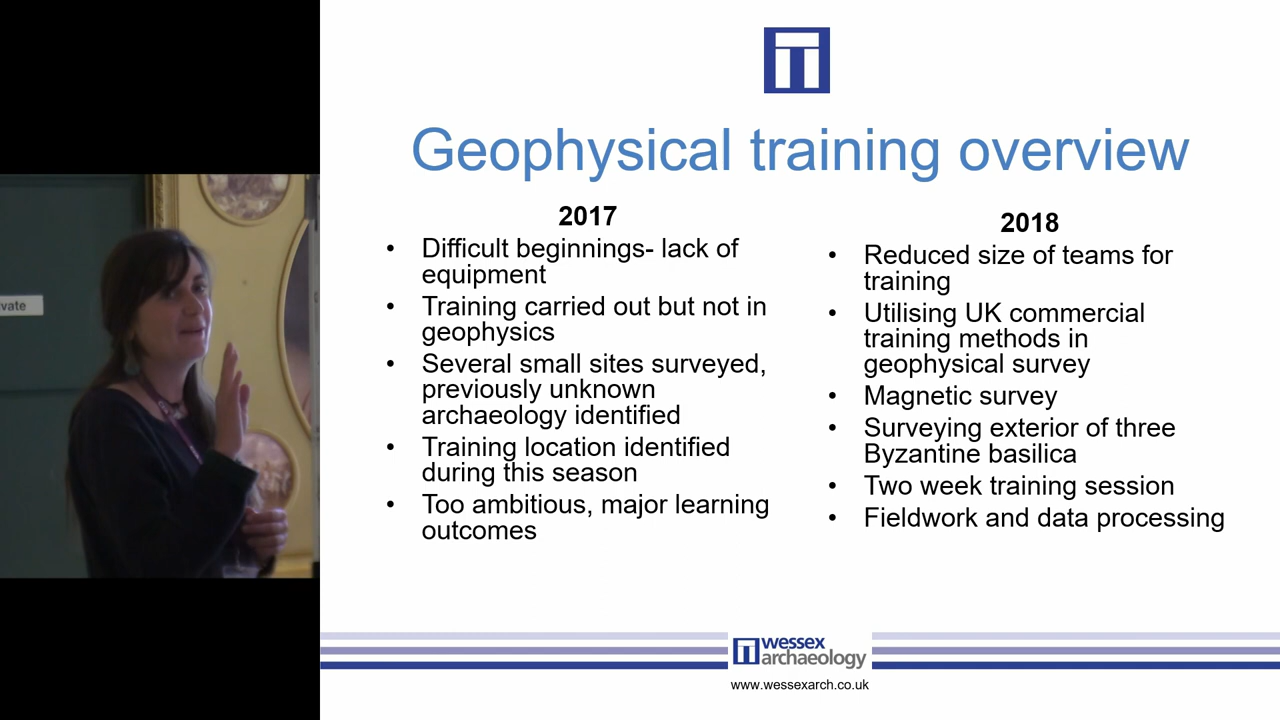 vate
Geophysical training overview
2017
• Difficult beginnings- lack of
equipment
• Training carried out but not in
geophysics
• Several small sites surveyed,
previously unknown
archaeology identified
• Training location identified
during this season
• Too ambitious, major learning
outcomes
2018
• Reduced size of teams for
training
• Utilising UK commercial
training methods in
geophysical survey
• Magnetic survey
• Surveying exterior of three
Byzantine basilica
• Two week training session
• Fieldwork and data processing
wessex
archaeology
www.wessexarch.co.uk